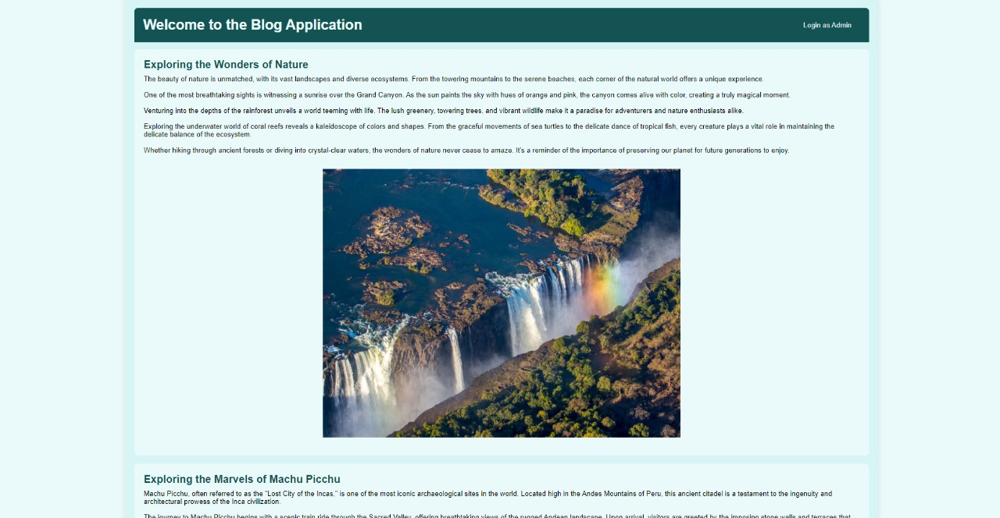 Welcome to the Blog Application
Login as Admin
Exploring the Wonders of Nature
The beauty of nature is unmatched, with its vast landscapes and diverse ecosystems. From the towering mountains to the serene beaches, each corner of the natural world offers a unique experience.
One of the most breathtaking sights is witnessing a sunrise over the Grand Canyon. As the sun paints the sky with hues of orange and pink, the canyon comes alive with color, creating a truly magical moment.
Venturing into the depths of the rainforest unveils a world teeming with life. The lush greenery, towering trees, and vibrant wildlife make it a paradise for adventurers and nature enthusiasts alike.
Exploring the underwater world of coral reefs reveals a kaleidoscope of colors and shapes. From the graceful movements of sea turtles to the delicate dance of tropical fish, every creature plays a vital role in maintaining the
delicate balance of the ecosystem.
Whether hiking through ancient forests or diving into crystal-clear waters, the wonders of nature never cease to amaze. It's a reminder of the importance of preserving our planet for future generations to enjoy.
Exploring the Marvels of Machu Picchu
Machu Picchu, often referred to as the "Lost City of the Incas," is one of the most iconic archaeological sites in the world. Located high in the Andes Mountains of Peru, this ancient citadel is a testament to the ingenuity and
architectural prowess of the Inca civilization.
The journey to Machu Picchu begins with a scenic train ride through the Sacred Valley, offering breathtaking views of the rugged Andean landscape. Upon arrival, visitors are greeted by the imposing stone walls and terraces that